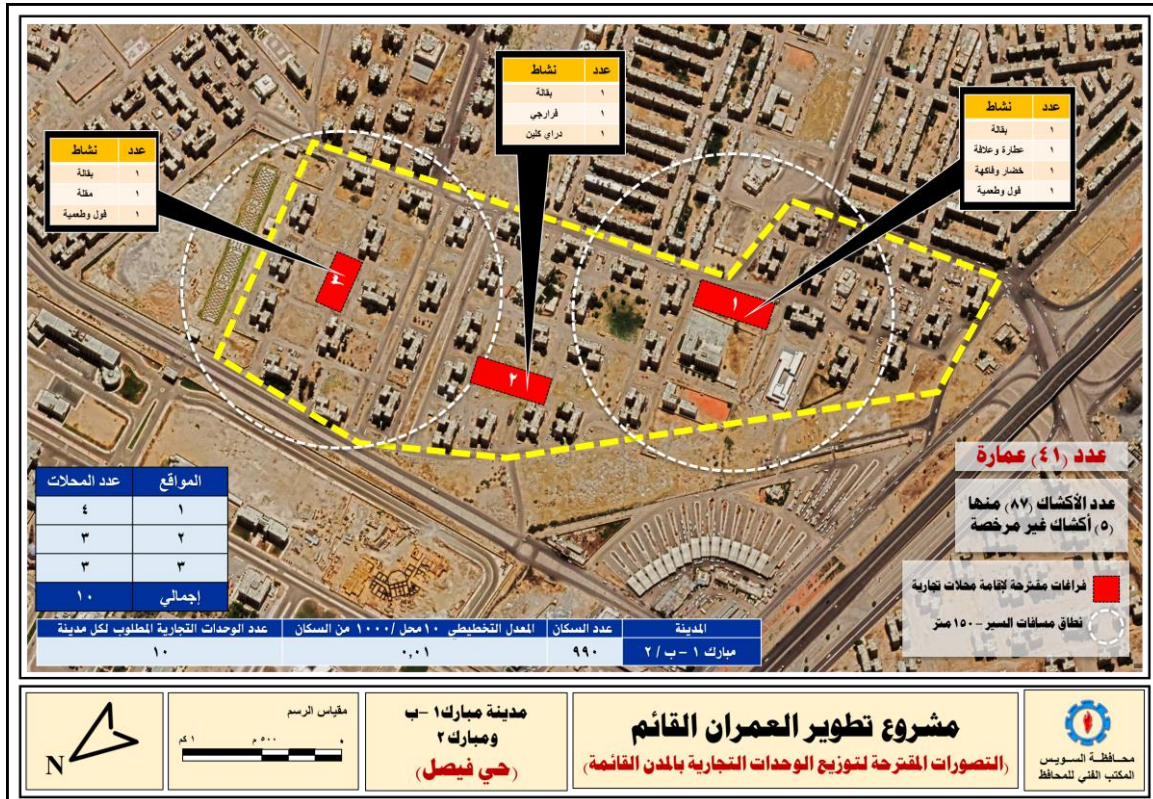 عدد نشاط
١ بقالة
١ فرارجي
١ دراي كلين
عدد نشاط
١ بقالة
١ عطارة وعلافة
١ خضار وفاكهة
١ فول وطعمية
عدد نشاط
١ بقالة
١ مقلة
١ فول وطعمية
٣
٢
١
عدد (٤١) عمارة
عدد الأكشاك (٨٧) منها
(٥) أكشاك غير مرخصة
فراغات مقترحة لإقامة محلات تجارية
نطاق مسافات السير - ١٥٠ متر
المواقع عدد المحلات
١ ٤
٢ ٣
٣ ٣
إجمالي ١٠
المدينة عدد السكان المعدل التخطيطي ١٠ محل /١٠٠٠ من السكان عدد الوحدات التجارية المطلوب لكل مدينة
مبارك ١ – ب / ٢ ٩٩٠ ٠,٠١ ١٠
محافظة السويس
المكتب الفني للمحافظ
مشروع تطوير العمران القائم
(التصورات المقترحة لتوزيع الوحدات التجارية بالمدن القائمة)
مدينة مبارك١ –ب
ومبارك ٢
(حي فيصل)
مقياس الرسم
٠ ٥٠٠ م ١ كم
N